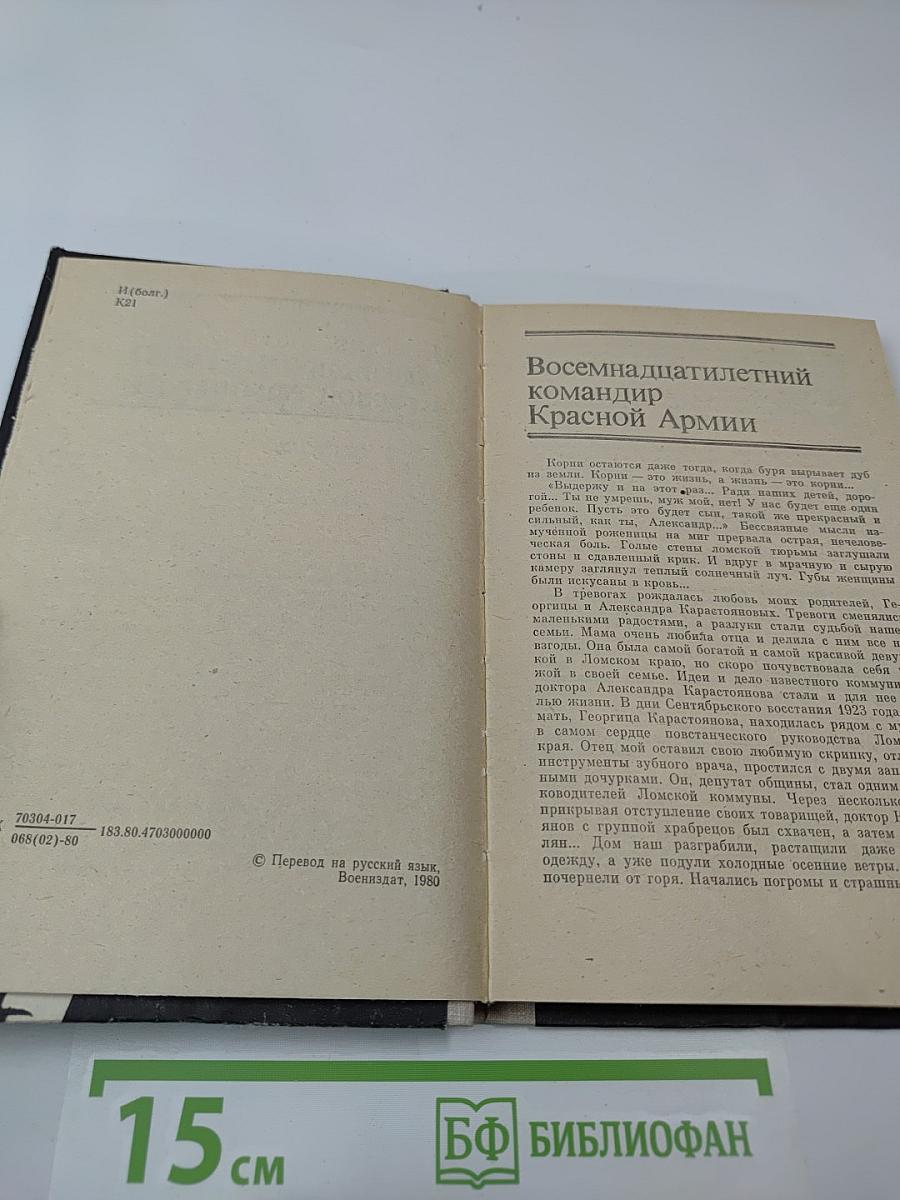 И(болг.)
К21
70304-017
068(02)-80
183.80.4703000000
© Перевод на русский язык,
Воениздат, 1980
Восемнадцатилетний
командир
Красной Армии
Корни остаются даже тогда, когда буря вырывает дуб
из земли. Корни — это жизнь, а жизнь — это корни...
«Выдержу и на этот раз... Ради наших детей, доро-
гой... Ты не умрешь, муж мой, нет! У нас будет еще один
ребенок. Пусть это будет сын, такой же прекрасный и
сильный, как ты, Александр...» Бессвязные мысли из-
мученной роженицы на миг прервала острая, нечелове-
ческая боль. Голые стены ломской тюрьмы заглушали
стоны и сдавленный крик. И вдруг в мрачную и сырую
камеру заглянул теплый солнечный луч. Губы женщины
были искусаны в кровь...
В тревогах рождалась любовь моих родителей, Ге-
оргицы и Александра Карастояновых. Тревоги сменялис
маленькими радостями, а разлуки стали судьбой наше
семьи. Мама очень любила отца и делила с ним все н
взгоды. Она была самой богатой и самой красивой деву
кой в Ломском краю, но скоро почувствовала себя ч
жой в своей семье. Идеи и дело известного коммуни
доктора Александра Карастоянова стали и для нее
лью жизни. В дни Сентябрьского восстания 1923 года
мать, Георгица Карастоянова, находилась рядом с му
в самом сердце повстанческого руководства Лом
края. Отец мой оставил свою любимую скрипку, отл
инструменты зубного врача, простился с двумя зап
ными дочурками. Он, депутат общины, стал одним
ководителей Ломской коммуны. Через несколько
прикрывая отступление своих товарищей, доктор К
янов с группой храбрецов был схвачен, а затем
лян... Дом наш разграбили, растащили даже
одежду, а уже подули холодные осенние ветры.
почернели от горя. Начались погромы и страшн
15 см
БФ БИБЛИОФАН